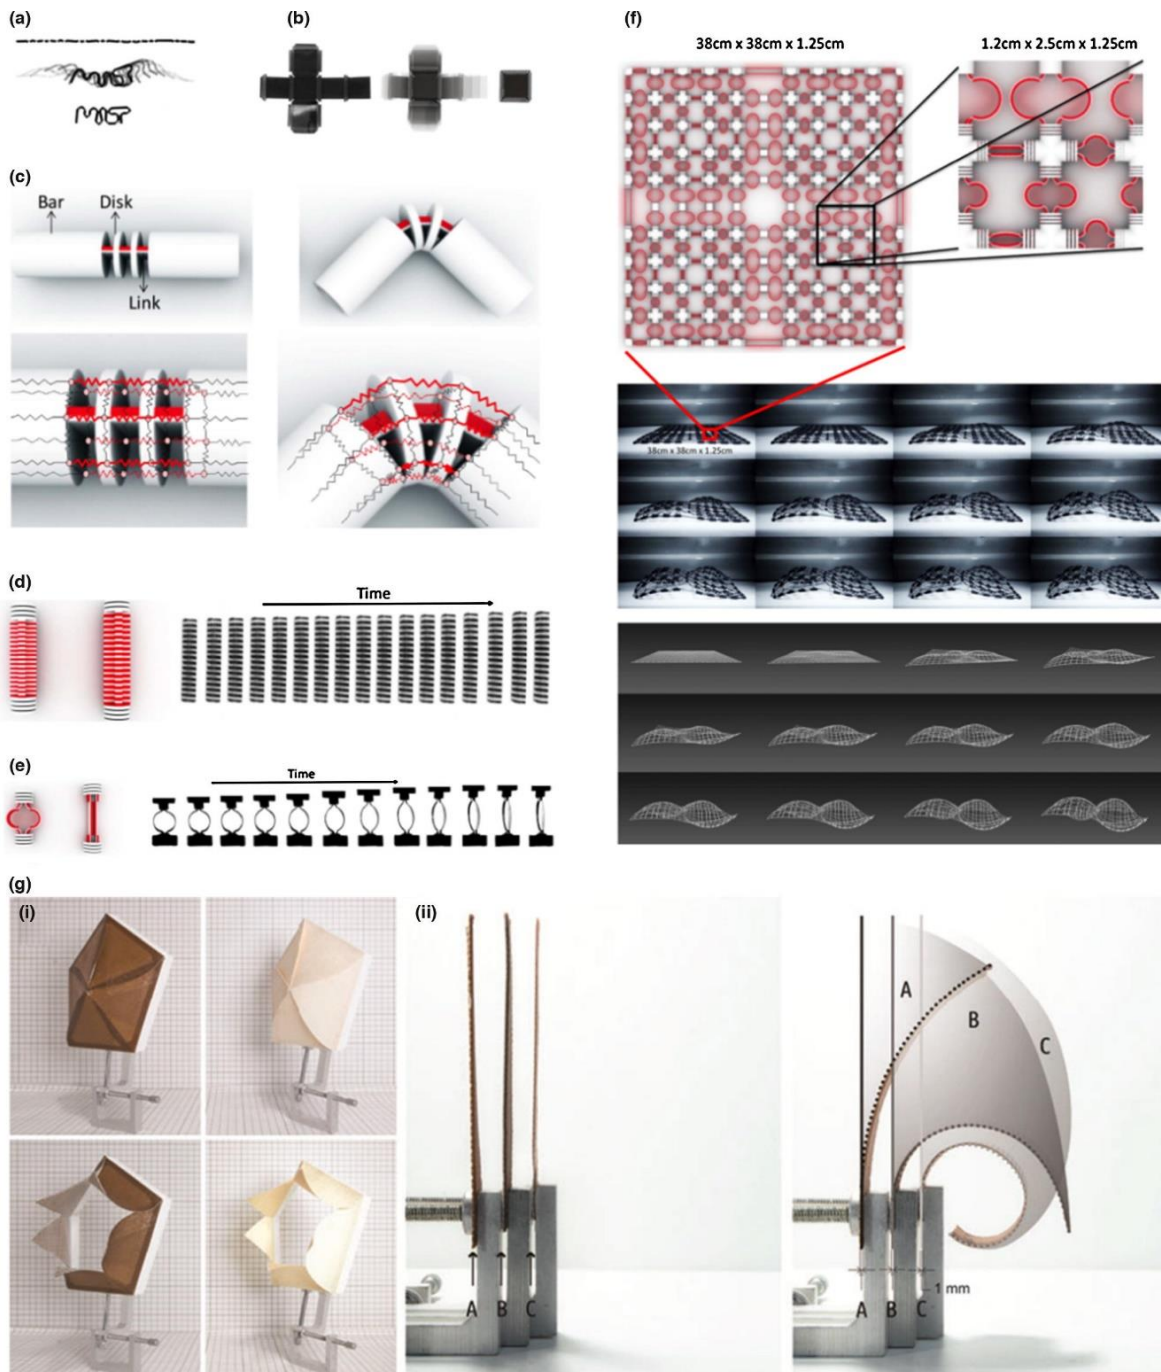 (a)
(b)
(c)
Bar
Disk
Link
(d)
Time
(e)
Time
(f)
38cm x 38cm x 1.25cm
1.2cm x 2.5cm x 1.25cm
38cm x 38cm x 1.25cm
(g)
(i)
(ii)
A
B
C
A
B
C
1 mm
A
B
C